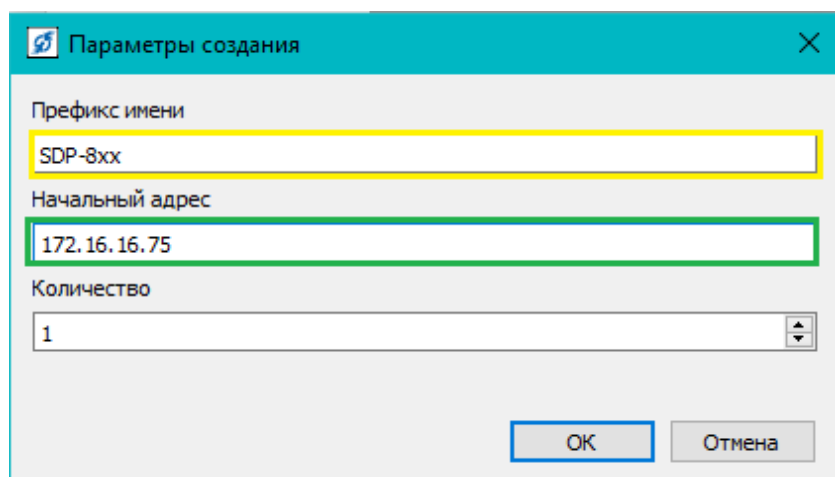 Параметры создания
Префикс имени
SDP-8xx
Начальный адрес
172.16.16.75
Количество
1
OK Отмена